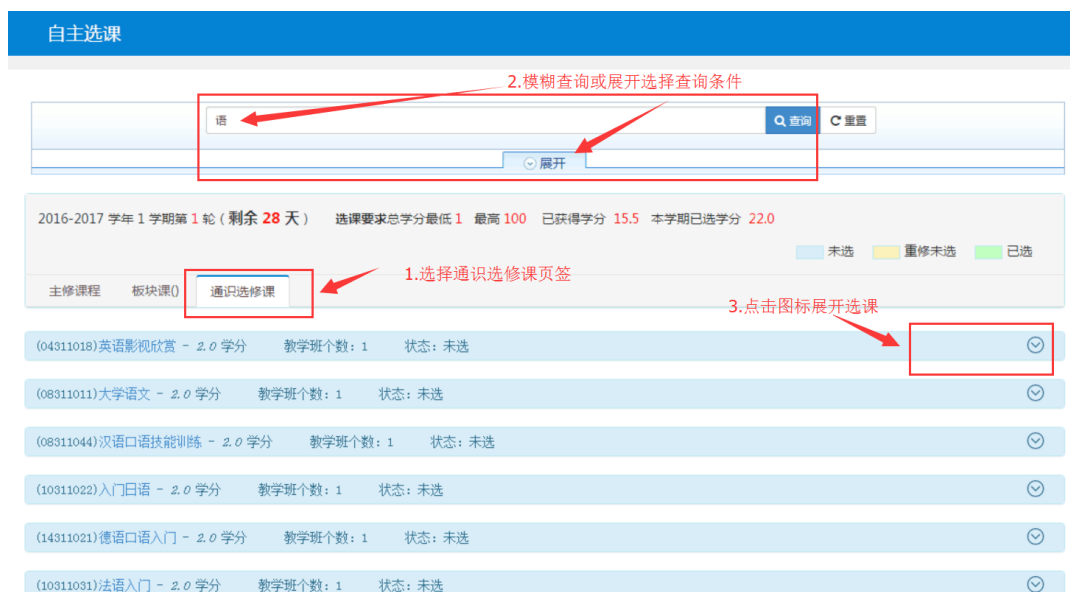 自主选课
2.模糊查询或展开选择查询条件
语 查询 重置
展开
2016-2017 学年 1 学期第 1 轮 ( 剩余 28 天 ) 选课要求总学分最低 1 最高 100 已获得学分 15.5 本学期已选学分 22.0
未选 重修未选 已选
1.选择通识选修课页签
主修课程 板块课() 通识选修课
3.点击图标展开选课
(04311018)英语影视欣赏 - 2.0 学分 教学班个数: 1 状态: 未选
(08311011)大学语文 - 2.0 学分 教学班个数: 1 状态: 未选
(08311044)汉语口语技能训练 - 2.0 学分 教学班个数: 1 状态: 未选
(10311022)入门日语 - 2.0 学分 教学班个数: 1 状态: 未选
(14311021)德语口语入门 - 2.0 学分 教学班个数: 1 状态: 未选
(10311031)法语入门 - 2.0 学分 教学班个数: 1 状态: 未选